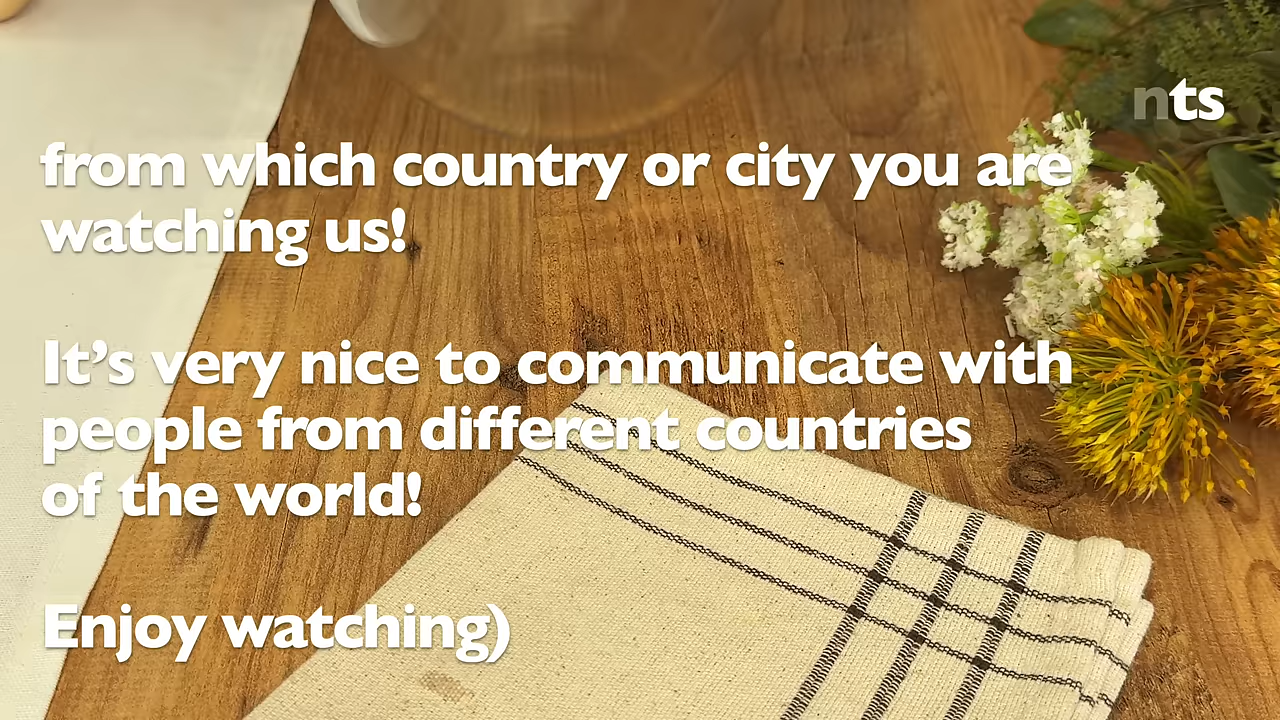 nts
from which country or city you are
watching us!
It’s very nice to communicate with
people from different countries
of the world!
Enjoy watching)